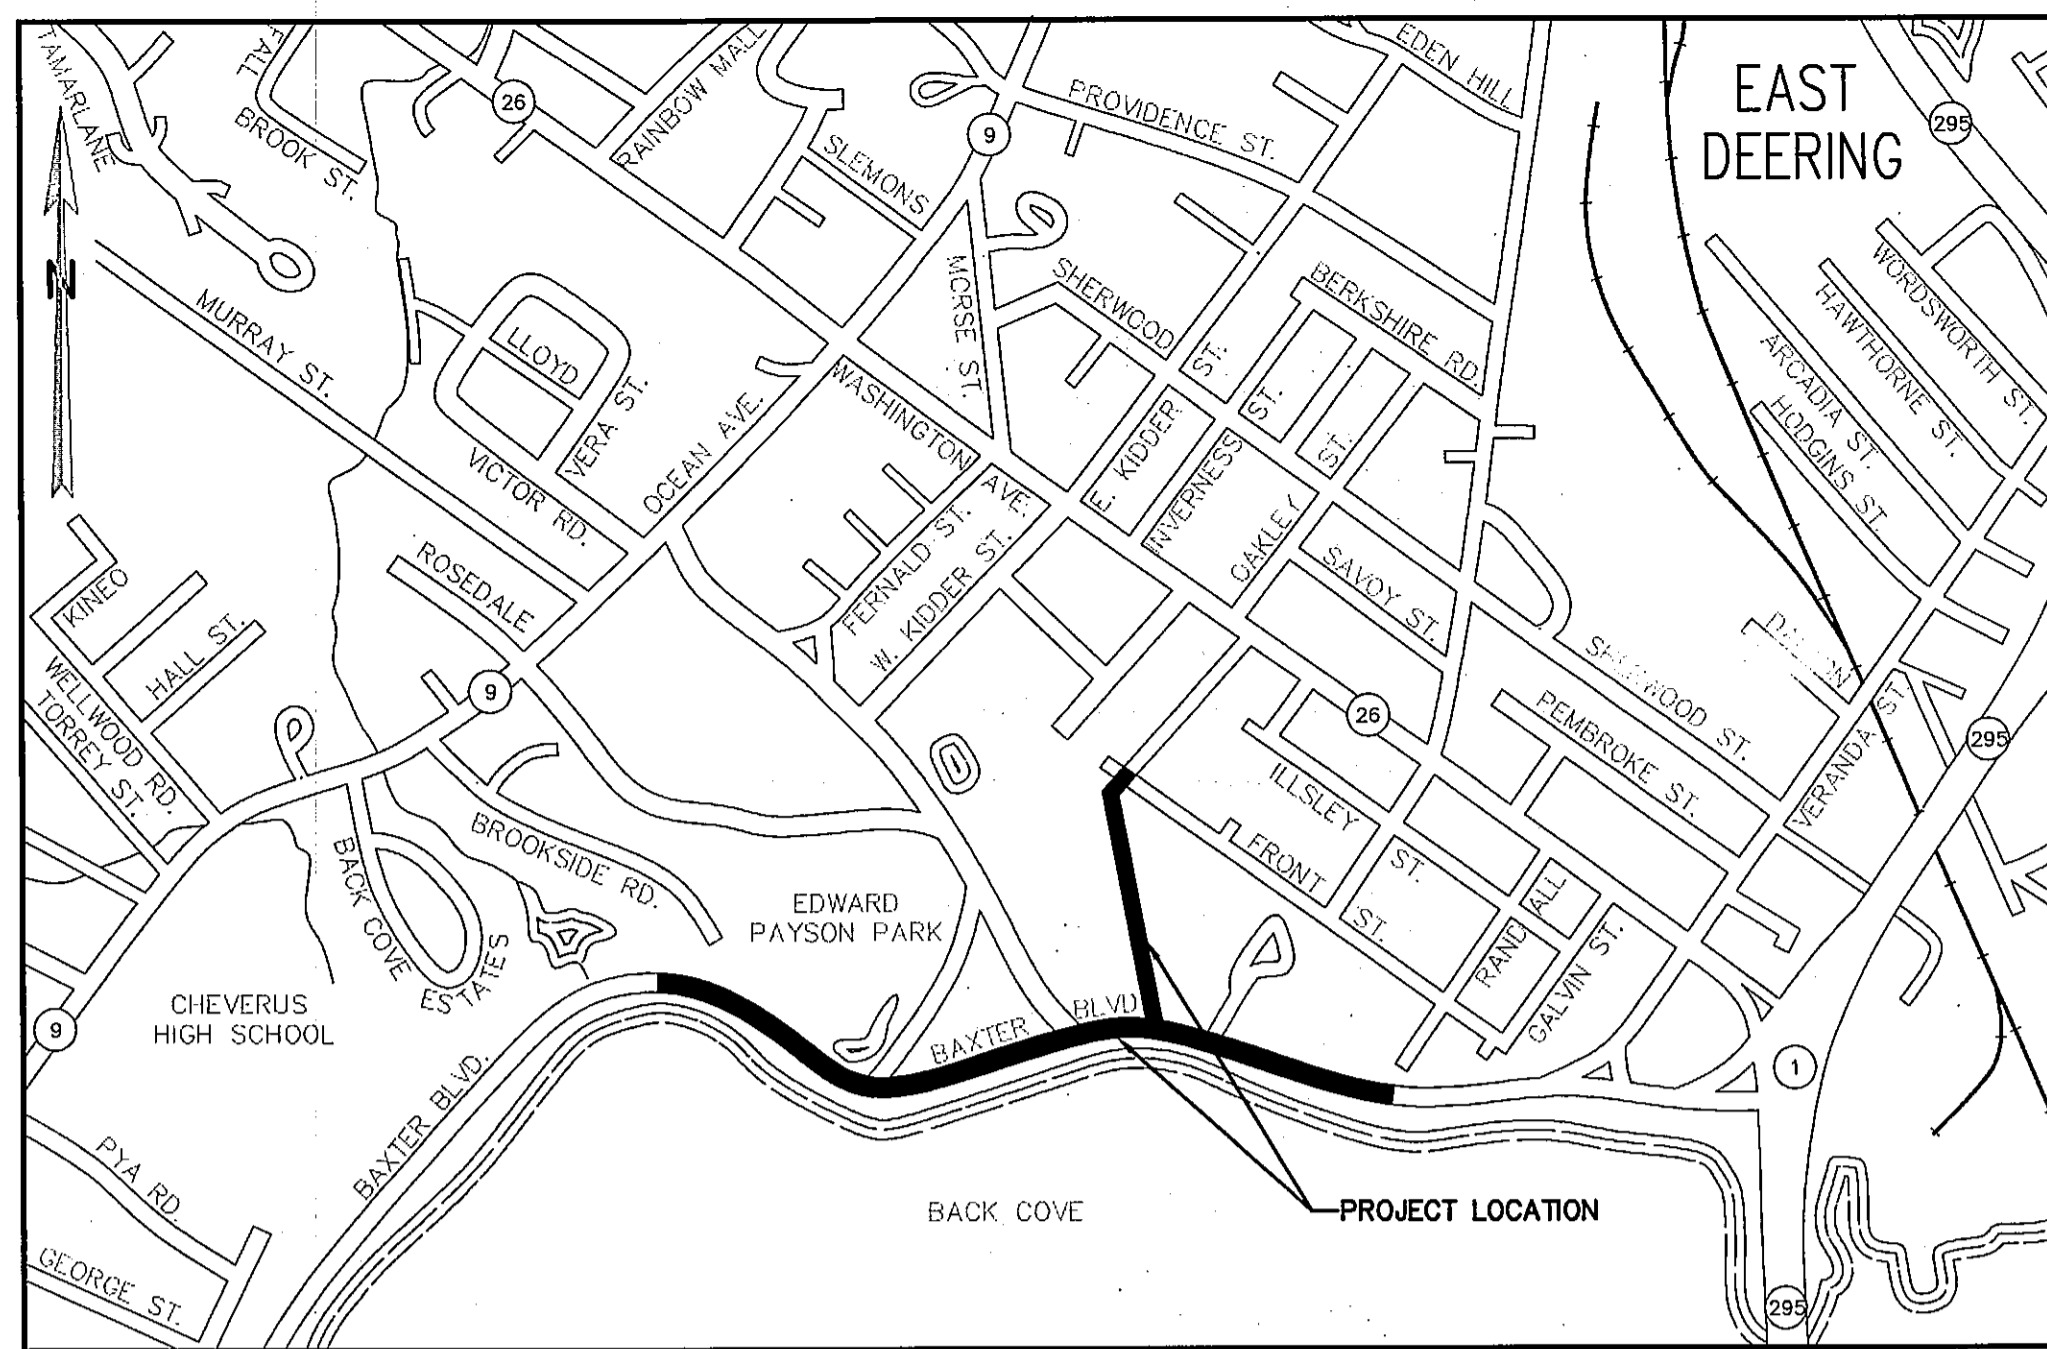 TAMARLANE
FALL
BROOK ST.
26
RAINBOW MALL
SLEMONS
9
PROVIDENCE ST.
EDEN HILL
EAST
DEERING
295
N
MURRAY ST.
LLOYD
VERA ST.
VICTOR RD.
OCEAN AVE.
WASHINGTON
AVE.
MORSE ST.
SHERWOOD
ST.
BERKSHIRE RD.
ST.
ST.
E. KIDDER
INVERNESS
OAKLEY
WORDSWORTH ST.
HAWTHORNE ST.
ARCADIA ST.
HODGINS ST.
KINEO
HALL ST.
WELLWOOD RD.
TORREY ST.
ROSEDALE
9
FERNALD ST.
W. KIDDER ST.
SAVOY ST.
SHERWOOD ST.
PEMBROKE ST.
26
VERANDA ST.
295
ILLSLEY
ST.
FRONT
ST.
RANDALL
GALVIN ST.
BROOKSIDE RD.
BACK COVE
ESTATES
EDWARD
PAYSON PARK
CHEVERUS
HIGH SCHOOL
9
BAXTER BLVD
BAXTER BLVD.
1
PYA RD.
GEORGE ST.
BACK COVE
PROJECT LOCATION
295